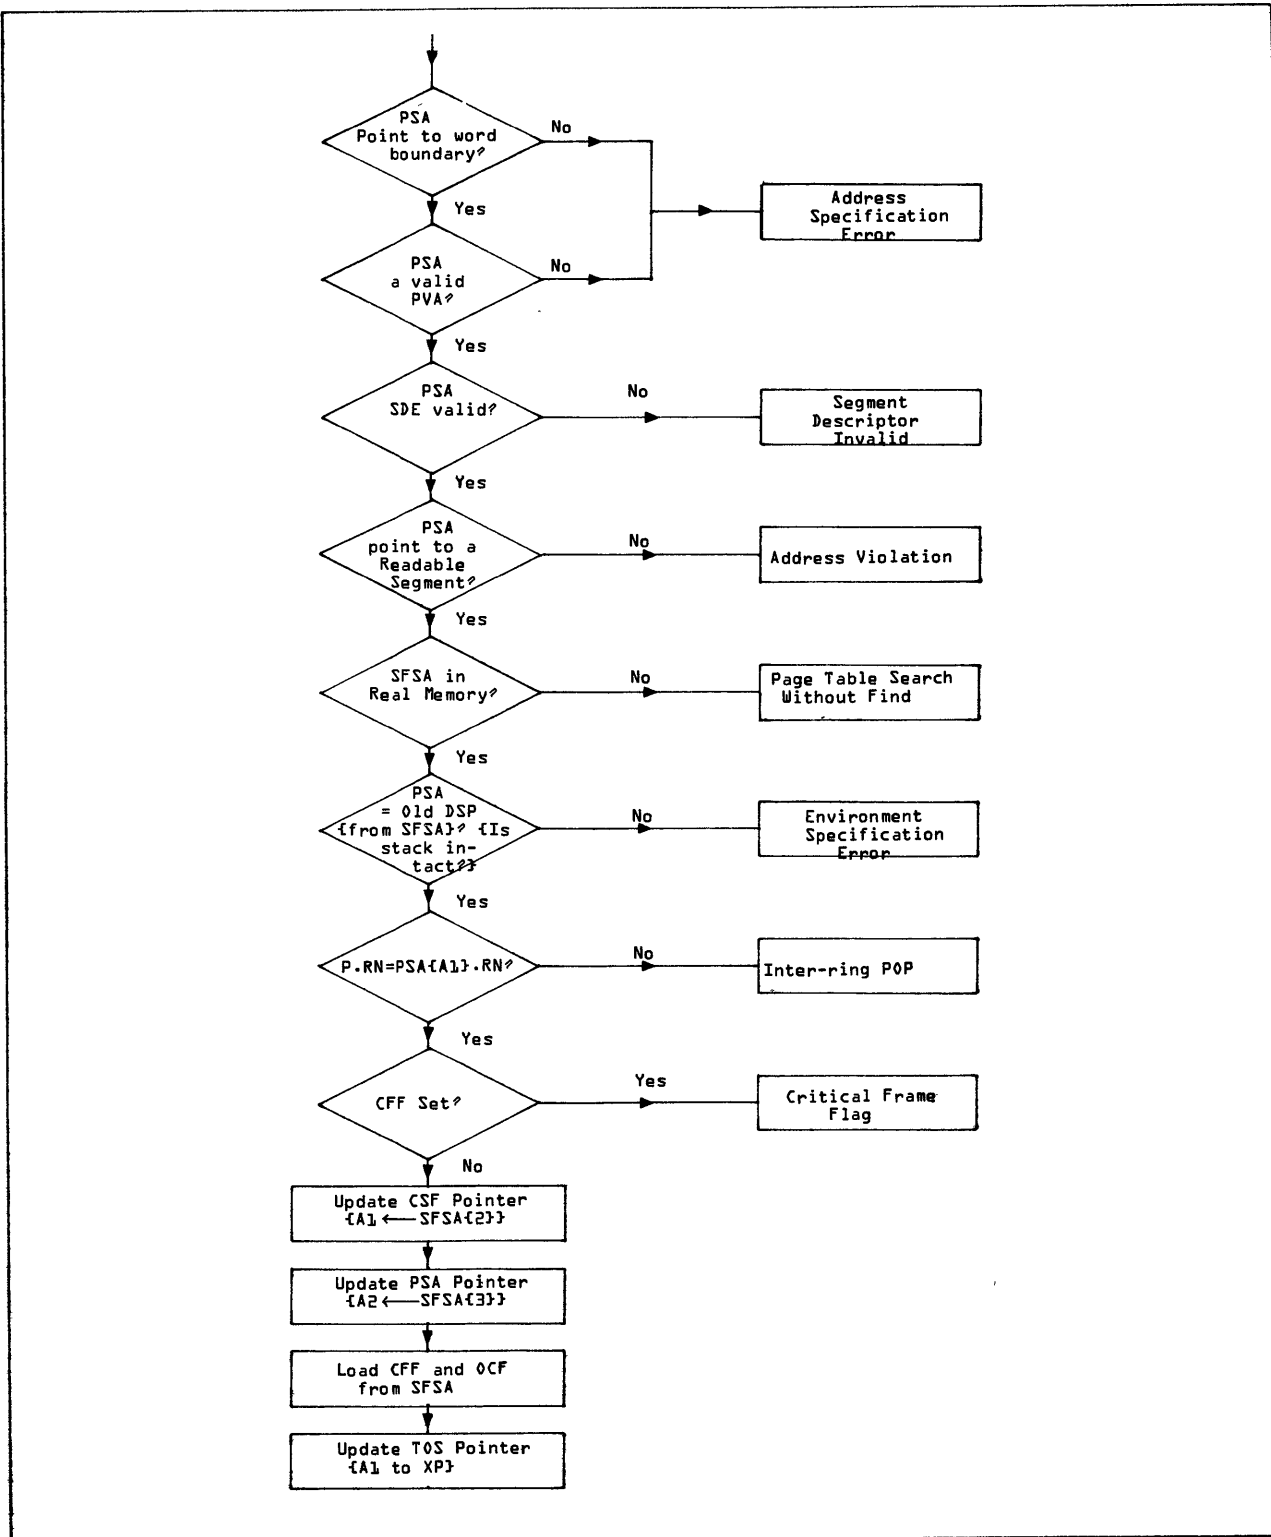 PSA
Point to word
boundary?
No
Yes
Address
Specification
Error
PSA
a valid
PVA?
No
Yes
PSA
SDE valid?
No
Segment
Descriptor
Invalid
Yes
PSA
point to a
Readable
Segment?
No
Address Violation
Yes
SFSA in
Real Memory?
No
Page Table Search
Without Find
Yes
PSA
= Old DSP
{from SFSA}? {Is
stack in-
tact?}
No
Environment
Specification
Error
Yes
P.RN=PSA{A1}.RN?
No
Inter-ring POP
Yes
CFF Set?
Yes
Critical Frame
Flag
No
Update CSF Pointer
{A1 ← SFSA{2}}
Update PSA Pointer
{A2 ← SFSA{3}}
Load CFF and OCF
from SFSA
Update TOS Pointer
{A1 to XP}